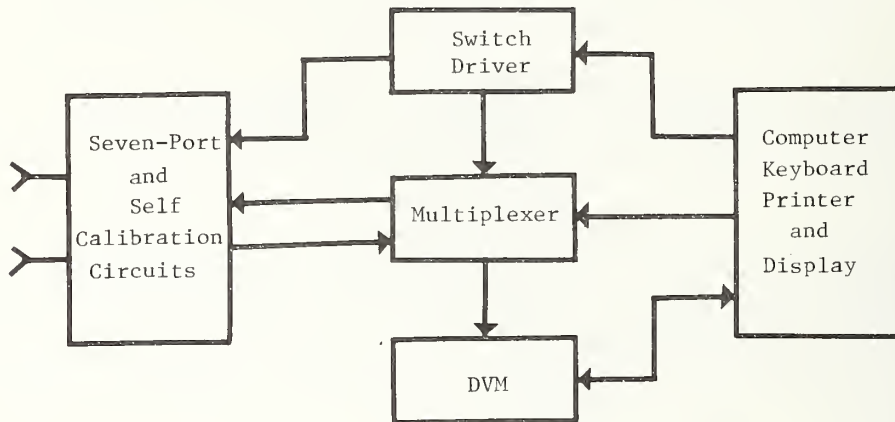 Switch
Driver
Seven-Port
and
Self
Calibration
Circuits
Multiplexer
Computer
Keyboard
Printer
and
Display
DVM